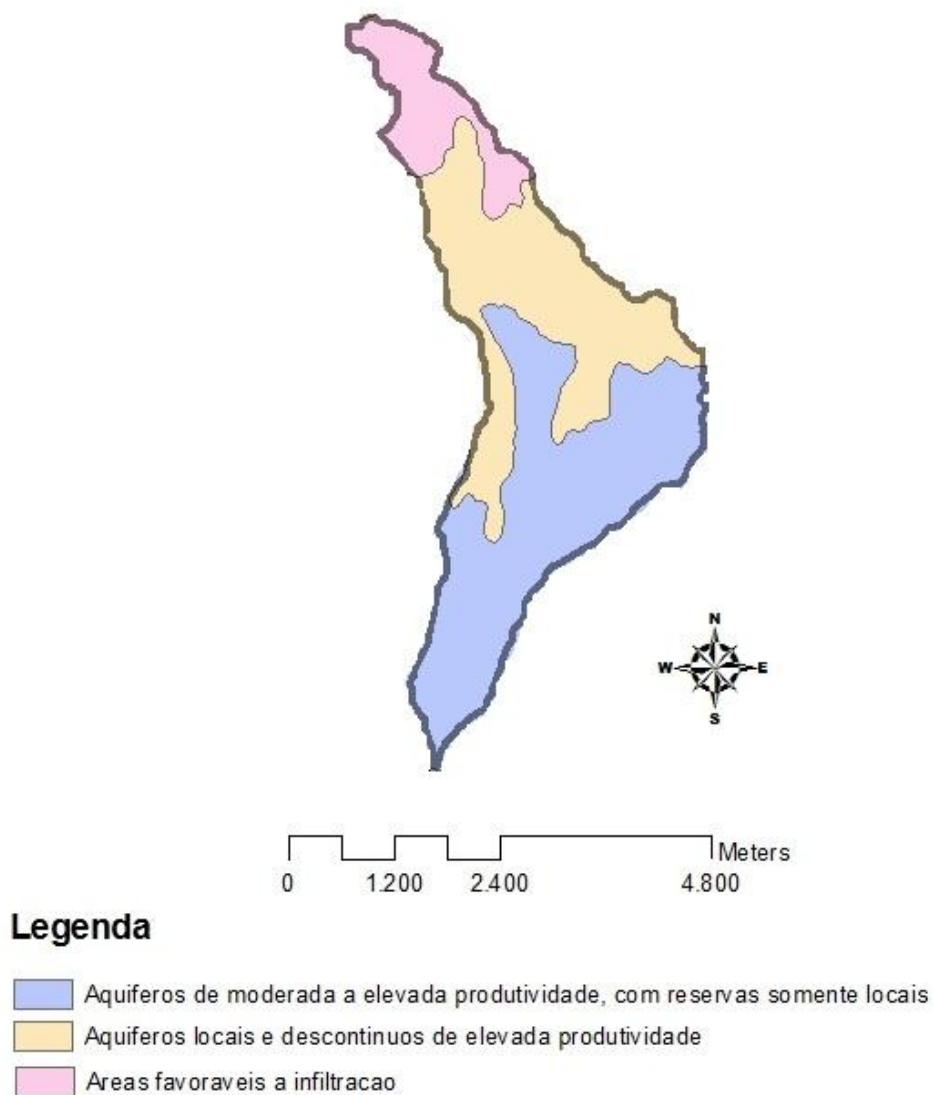 N
W E
S
Meters
0 1.200 2.400 4.800
Legenda
Aquiferos de moderada a elevada produtividade, com reservas somente locais
Aquiferos locais e descontinuos de elevada produtividade
Areas favoraveis a infiltracao